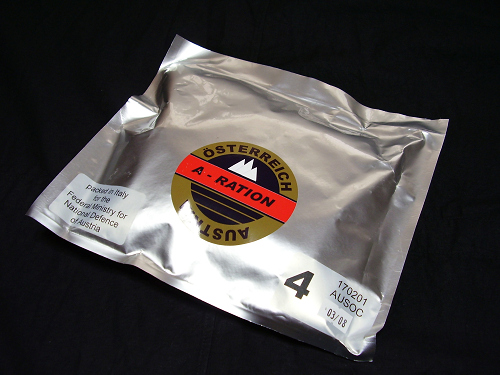 ÖSTERREICH
A - RATION
AUSTRIA
Packed in Italy
for the
Federal Ministry for
National Defence
of Austria
4
170201
AUSOC
03/08